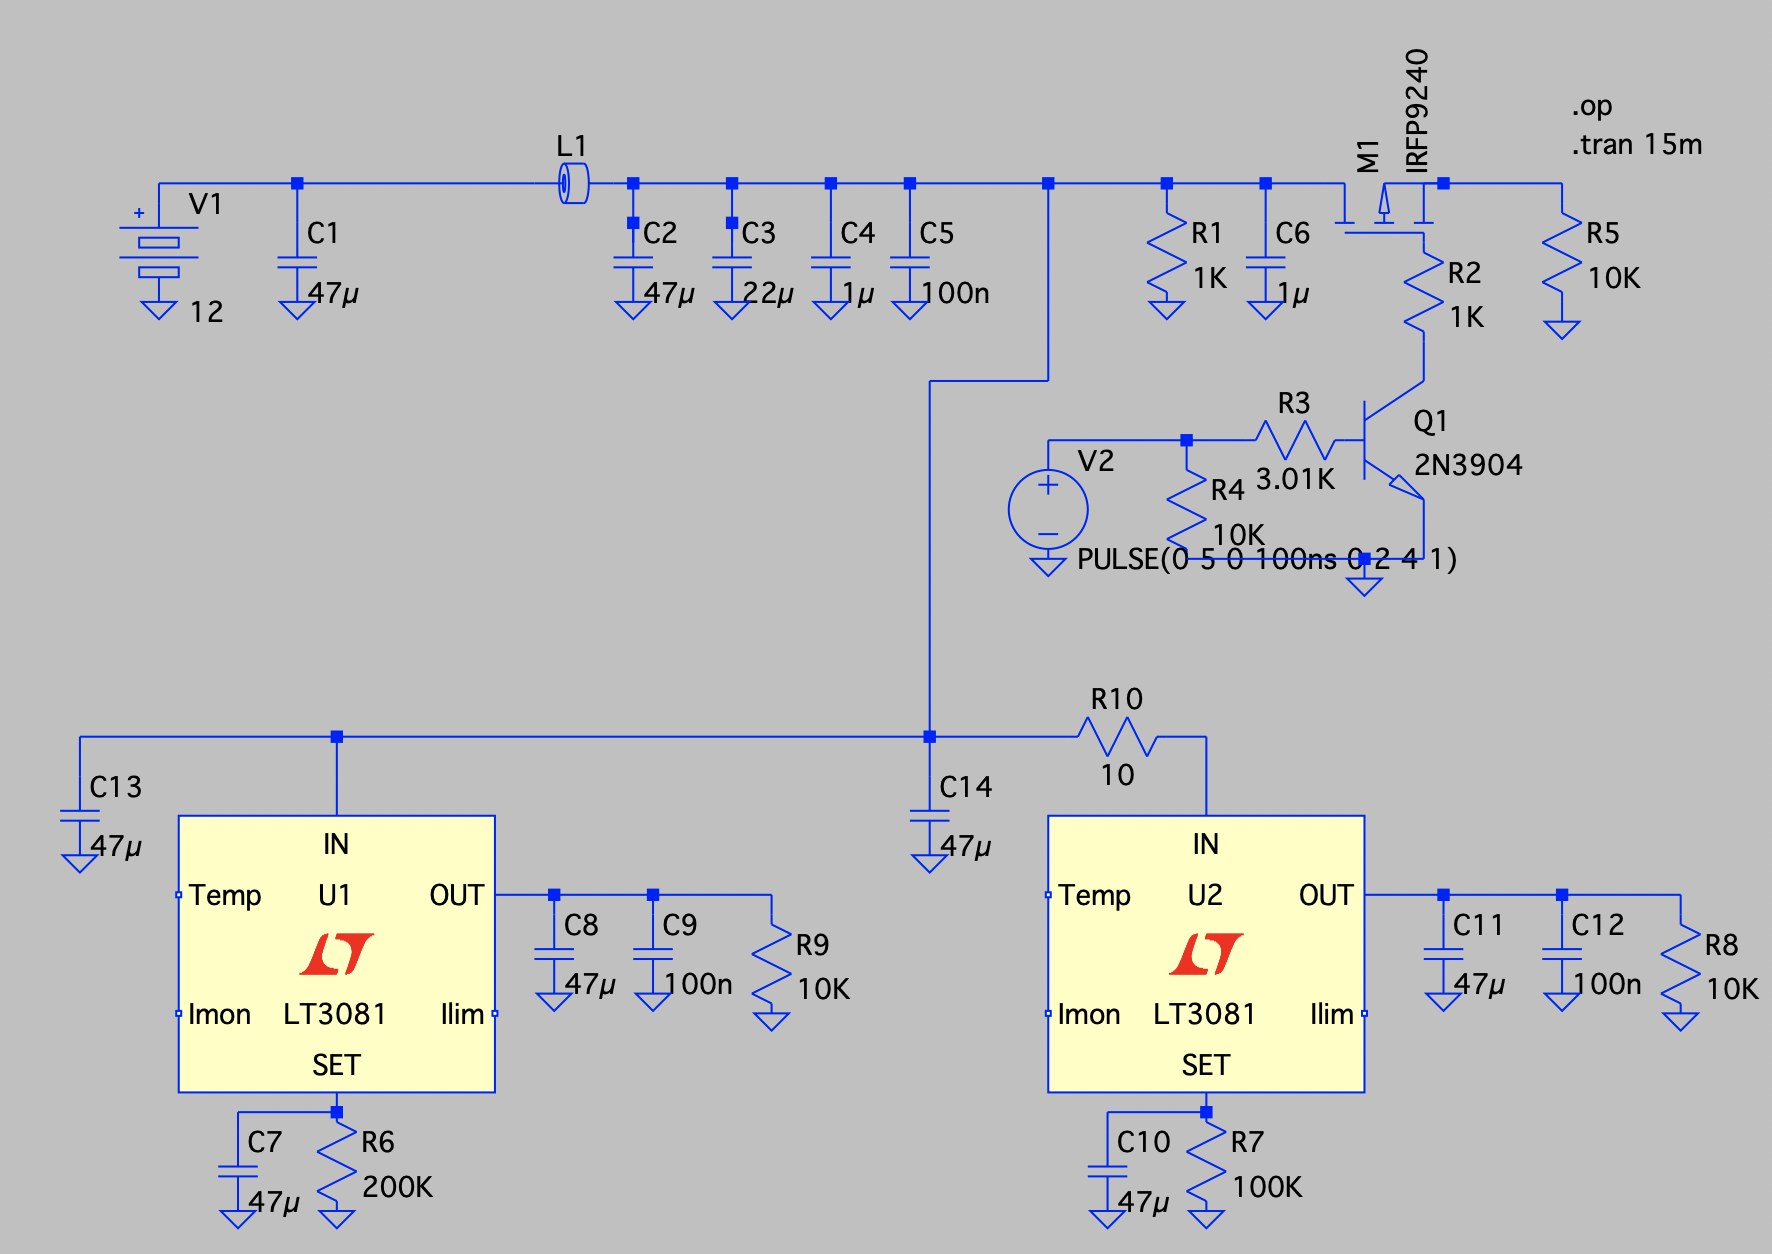 .op
.tran 15m
M1
IRFP9240
L1
+
V1
12
C1
47µ
C2
47µ
C3
22µ
C4
1µ
C5
100n
R1
1K
C6
1µ
R2
1K
R5
10K
R3
3.01K
Q1
2N3904
V2
R4
10K
PULSE(0 5 0 100ns 0 2 4 1)
R10
10
C13
47µ
C14
47µ
IN
Temp U1 OUT
LT
Imon LT3081 Ilim
SET
C8
47µ
C9
100n
R9
10K
C7
47µ
R6
200K
IN
Temp U2 OUT
LT
Imon LT3081 Ilim
SET
C11
47µ
C12
100n
R8
10K
C10
47µ
R7
100K